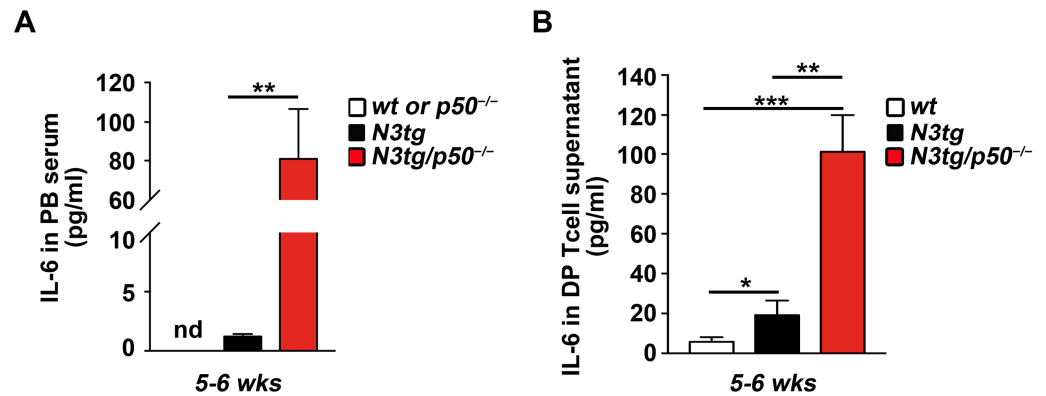 A
IL-6 in PB serum
(pg/ml)
120
100
80
60
10
5
0
nd
**
5-6 wks
wt or p50⁻/⁻
N3tg
N3tg/p50⁻/⁻
B
IL-6 in DP Tcell supernatant
(pg/ml)
140
120
100
80
60
40
20
0
*
***
**
5-6 wks
wt
N3tg
N3tg/p50⁻/⁻